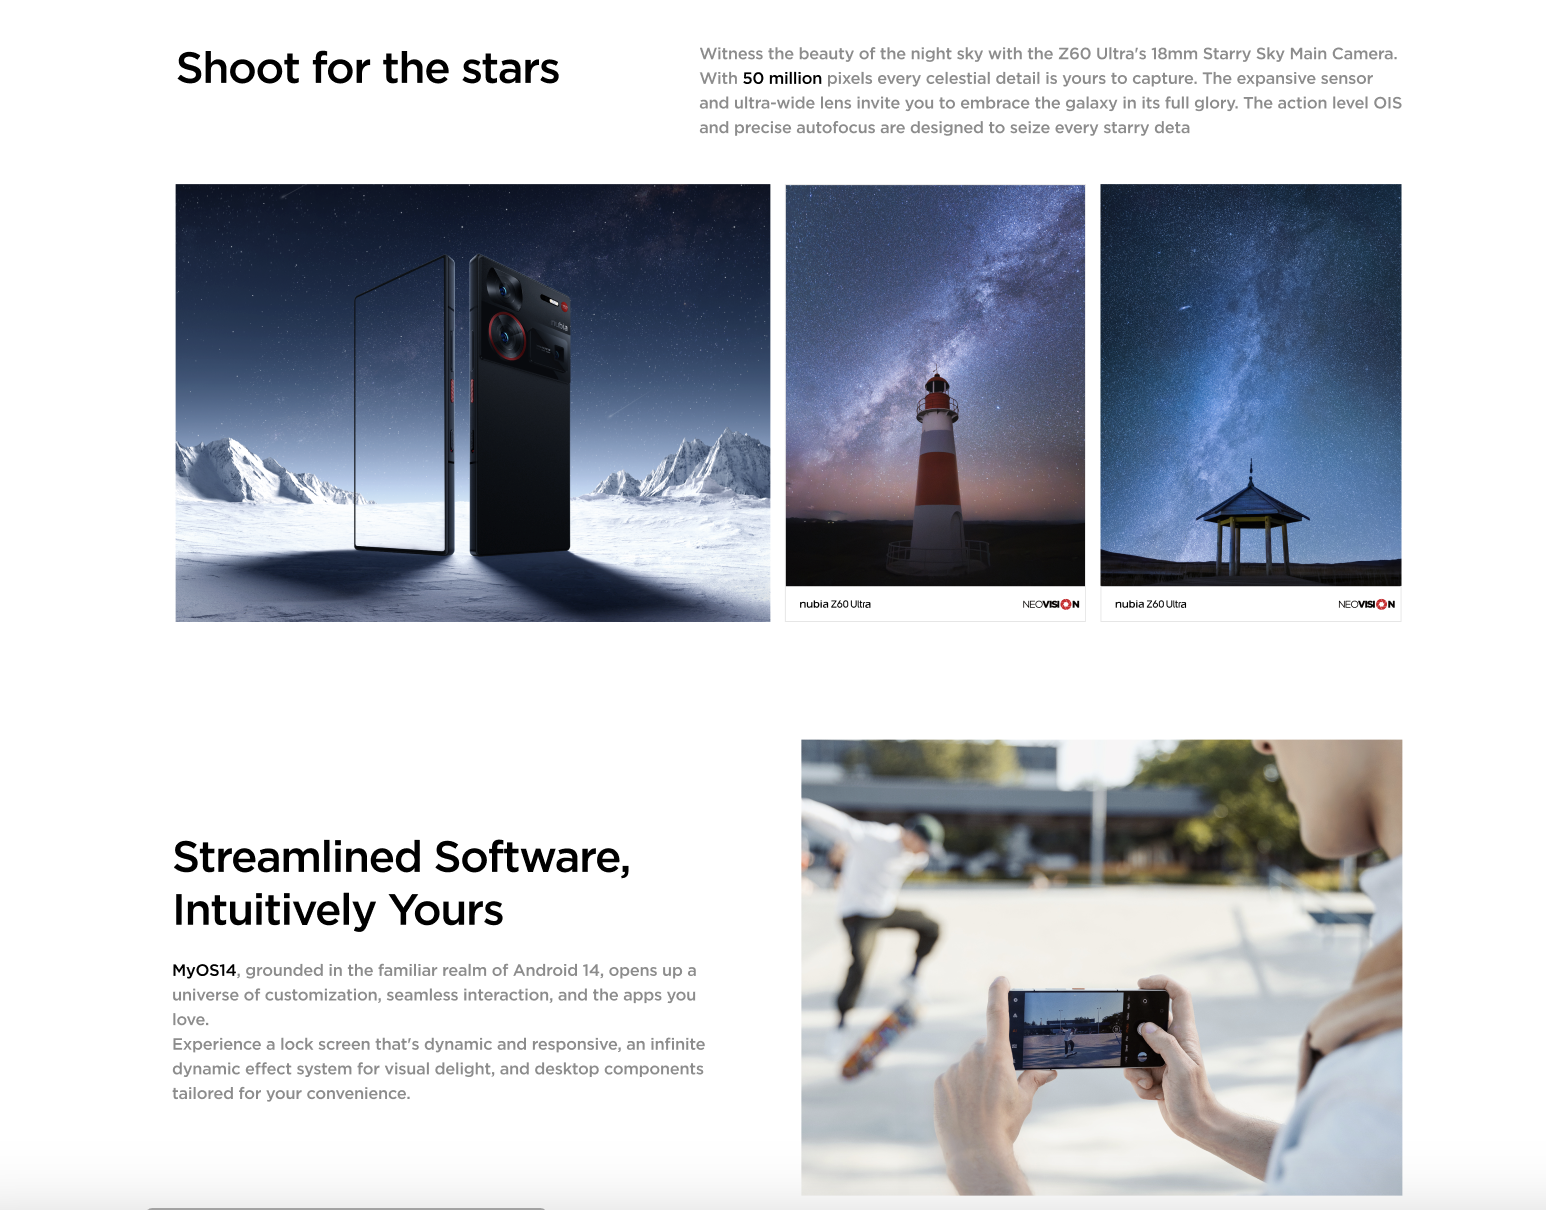 Shoot for the stars
Witness the beauty of the night sky with the Z60 Ultra's 18mm Starry Sky Main Camera.
With 50 million pixels every celestial detail is yours to capture. The expansive sensor
and ultra-wide lens invite you to embrace the galaxy in its full glory. The action level OIS
and precise autofocus are designed to seize every starry deta
nubia
nubia Z60 Ultra
NEOVISION
nubia Z60 Ultra
NEOVISION
Streamlined Software,
Intuitively Yours
MyOS14, grounded in the familiar realm of Android 14, opens up a
universe of customization, seamless interaction, and the apps you
love.
Experience a lock screen that's dynamic and responsive, an infinite
dynamic effect system for visual delight, and desktop components
tailored for your convenience.